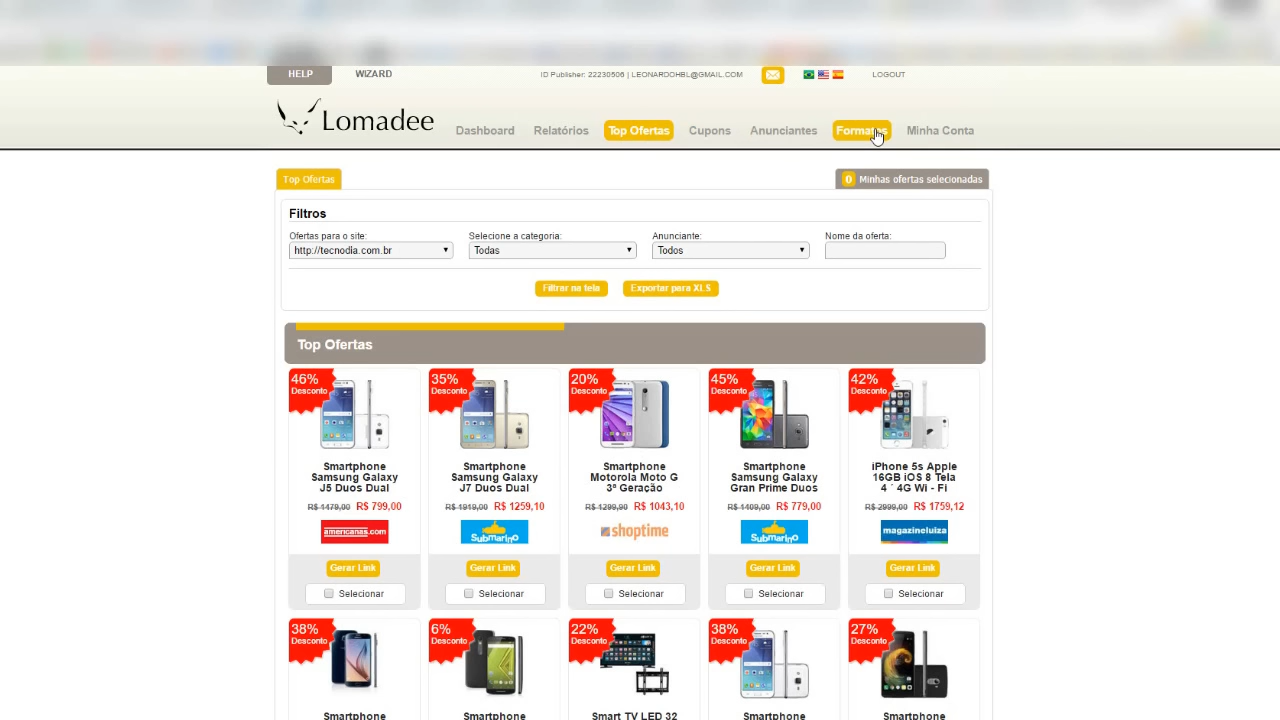 HELP WIZARD ID Publisher: 22230506 | LEONARDOHBL@GMAIL.COM LOGOUT
Lomadee Dashboard Relatórios Top Ofertas Cupons Anunciantes Formatos Minha Conta
Top Ofertas 0 Minhas ofertas selecionadas
Filtros
Ofertas para o site: Selecione a categoria: Anunciante: Nome da oferta:
http://tecnodia.com.br Todas Todos
Filtrar na tela Exportar para XLS
Top Ofertas
46% 35% 20% 45% 42%
Desconto Desconto Desconto Desconto Desconto
Smartphone Smartphone Smartphone Smartphone iPhone 5s Apple
Samsung Galaxy Samsung Galaxy Motorola Moto G Samsung Galaxy 16GB iOS 8 Tela
J5 Duos Dual J7 Duos Dual 3ª Geração Gran Prime Duos 4 ´ 4G Wi - Fi
R$ 1479,00 R$ 799,00 R$ 1919,00 R$ 1259,10 R$ 1299,90 R$ 1043,10 R$ 1409,00 R$ 779,00 R$ 2999,00 R$ 1759,12
americanas.com Submarino shoptime Submarino magazineluiza
Gerar Link Gerar Link Gerar Link Gerar Link Gerar Link
Selecionar Selecionar Selecionar Selecionar Selecionar
38% 6% 22% 38% 27%
Desconto Desconto Desconto Desconto Desconto
Smartphone Smartphone Smart TV LED 32 Smartphone Smartphone